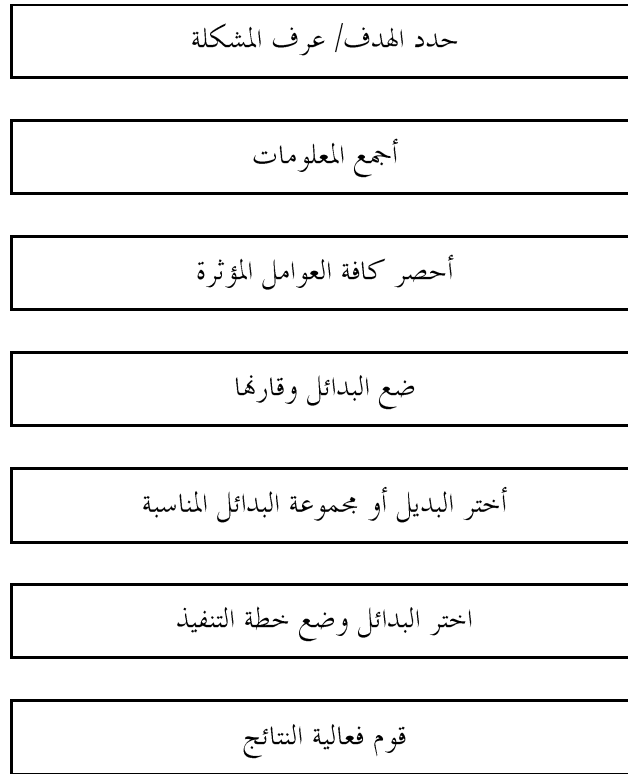 حدد الهدف/ عرف المشكلة
أجمع المعلومات
أحصر كافة العوامل المؤثرة
ضع البدائل وقارنها
أختر البديل أو مجموعة البدائل المناسبة
اختر البدائل وضع خطة التنفيذ
قوم فعالية النتائج